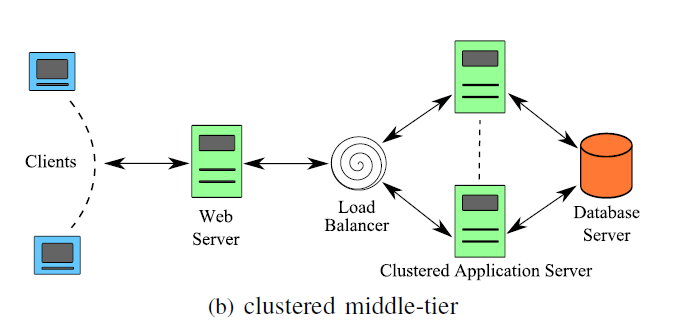 Clients
Web
Server
Load
Balancer
Clustered Application Server
Database
Server
(b) clustered middle-tier